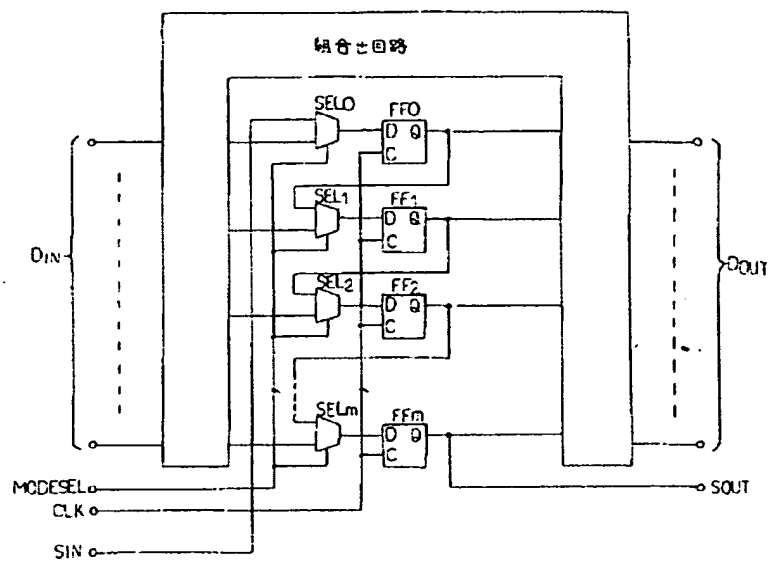 組合せ回路
SEL0
FF0
D Q
C
SEL1
FF1
D Q
C
DIN
DOUT
SEL2
FF2
D Q
C
SELm
FFm
D Q
C
MODESEL
SOUT
CLK
SIN